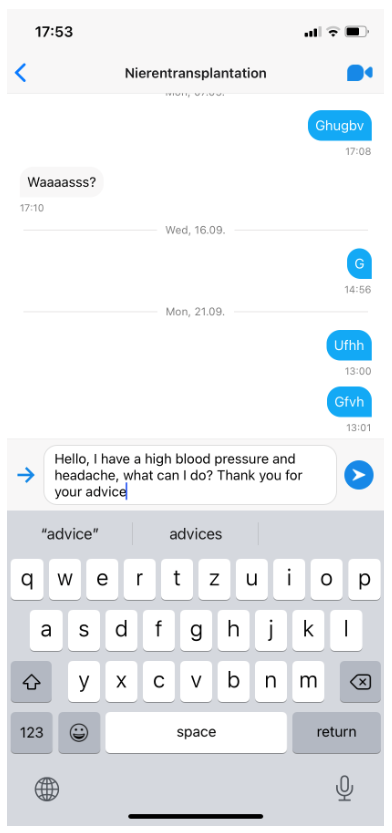 17:53
Nierentransplantation
Mon, 07.09.
Ghugbv
17:08
Waaaasss?
17:10
Wed, 16.09.
G
14:56
Mon, 21.09.
Ufhh
13:00
Gfvh
13:01
Hello, I have a high blood pressure and
headache, what can I do? Thank you for
your advice
“advice” advices
q w e r t z u i o p
a s d f g h j k l
y x c v b n m
123 space return